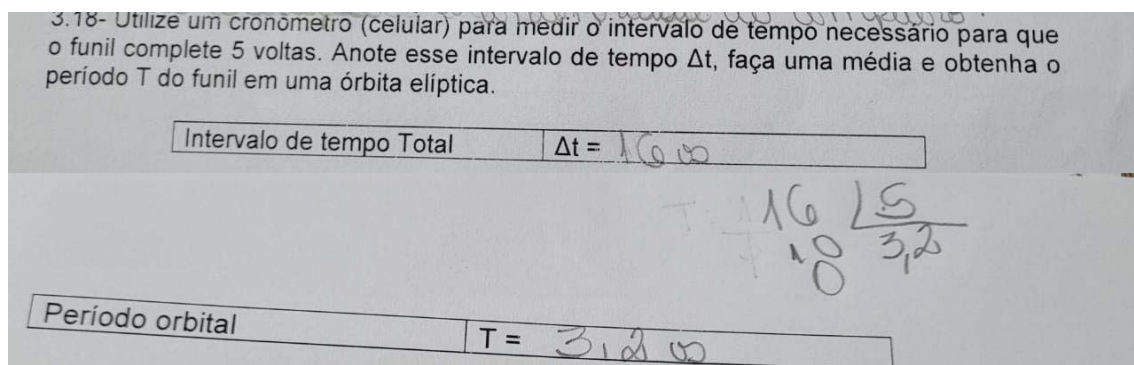 3.18- Utilize um cronômetro (celular) para medir o intervalo de tempo necessário para que
o funil complete 5 voltas. Anote esse intervalo de tempo Δt, faça uma média e obtenha o
período T do funil em uma órbita elíptica.
Intervalo de tempo Total Δt = 16 s
16 5
10 3,2
0
Período orbital T = 3,2 s